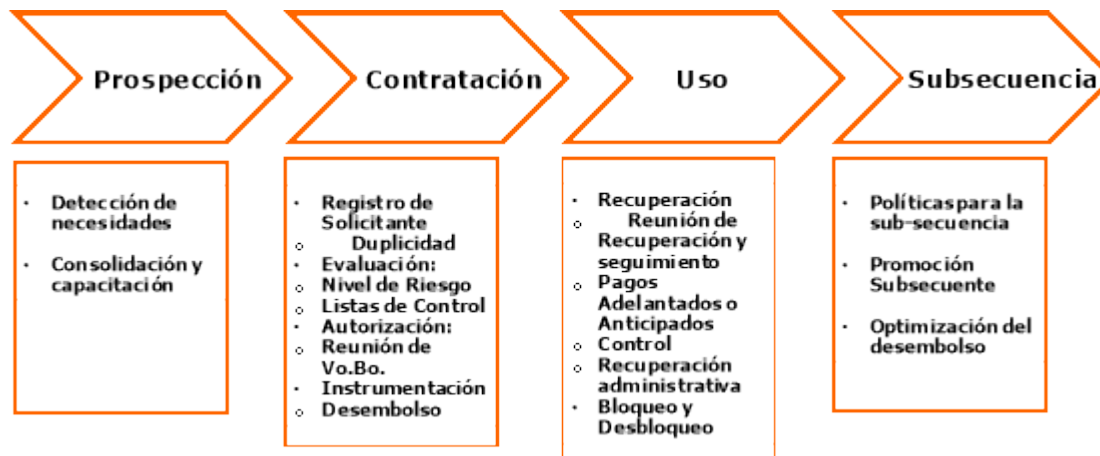 Prospección
Contratación
Uso
Subsecuencia
· Detección de
necesidades
· Consolidación y
capacitación
· Registro de
Solicitante
o Duplicidad
· Evaluación:
o Nivel de Riesgo
o Listas de Control
· Autorización:
o Reunión de
Vo.Bo.
· Instrumentación
o Desembolso
· Recuperación
o Reunión de
Recuperación y
seguimiento
o Pagos
Adelantados o
Anticipados
o Control
o Recuperación
administrativa
· Bloqueo y
Desbloqueo
· Políticas para la
sub-secuencia
· Promoción
Subsecuente
· Optimización del
desembolso